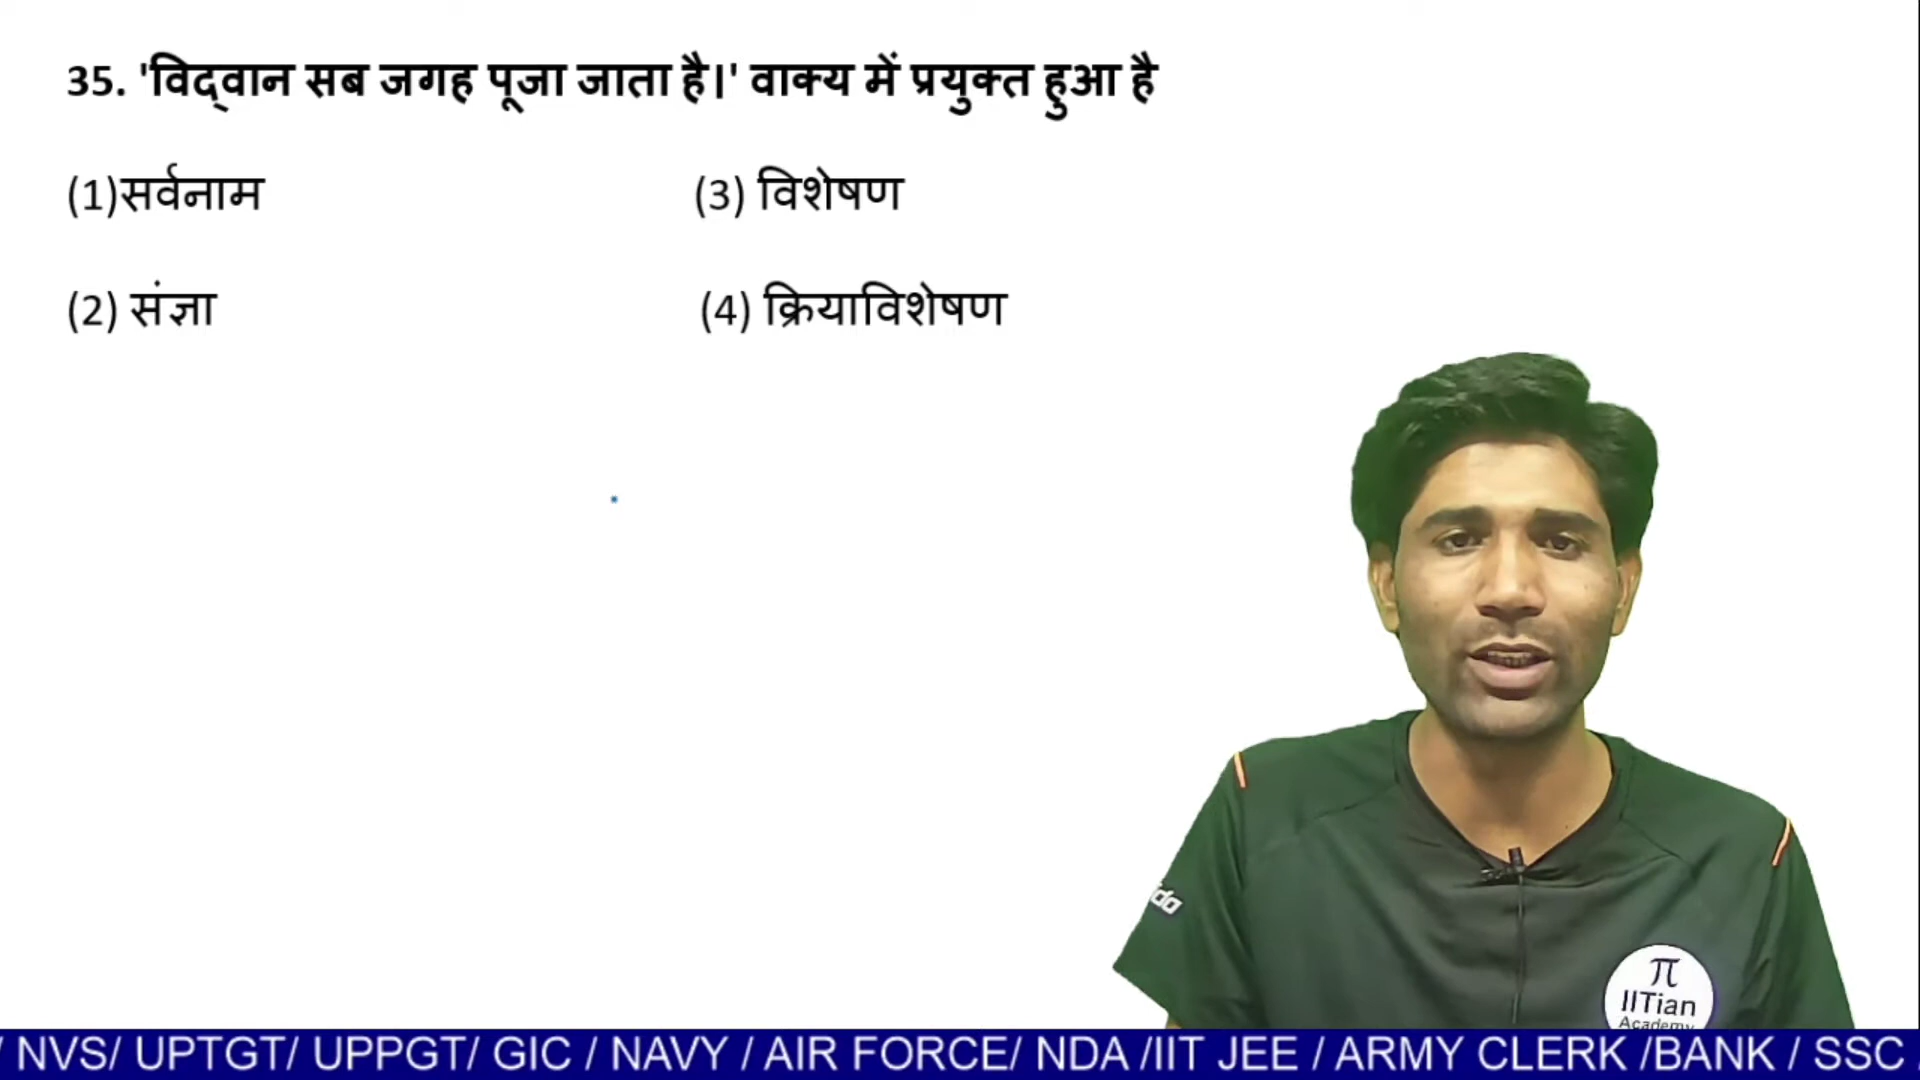 35. 'विद्वान सब जगह पूजा जाता है।' वाक्य में प्रयुक्त हुआ है
(1)सर्वनाम (3) विशेषण
(2) संज्ञा (4) क्रियाविशेषण
π
IITian
Academy
/ NVS/ UPTGT/ UPPGT/ GIC / NAVY / AIR FORCE/ NDA /IIT JEE / ARMY CLERK /BANK / SSC